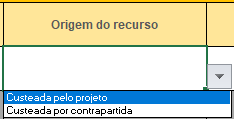 Origem do recurso
Custeada pelo projeto
Custeada por contrapartida